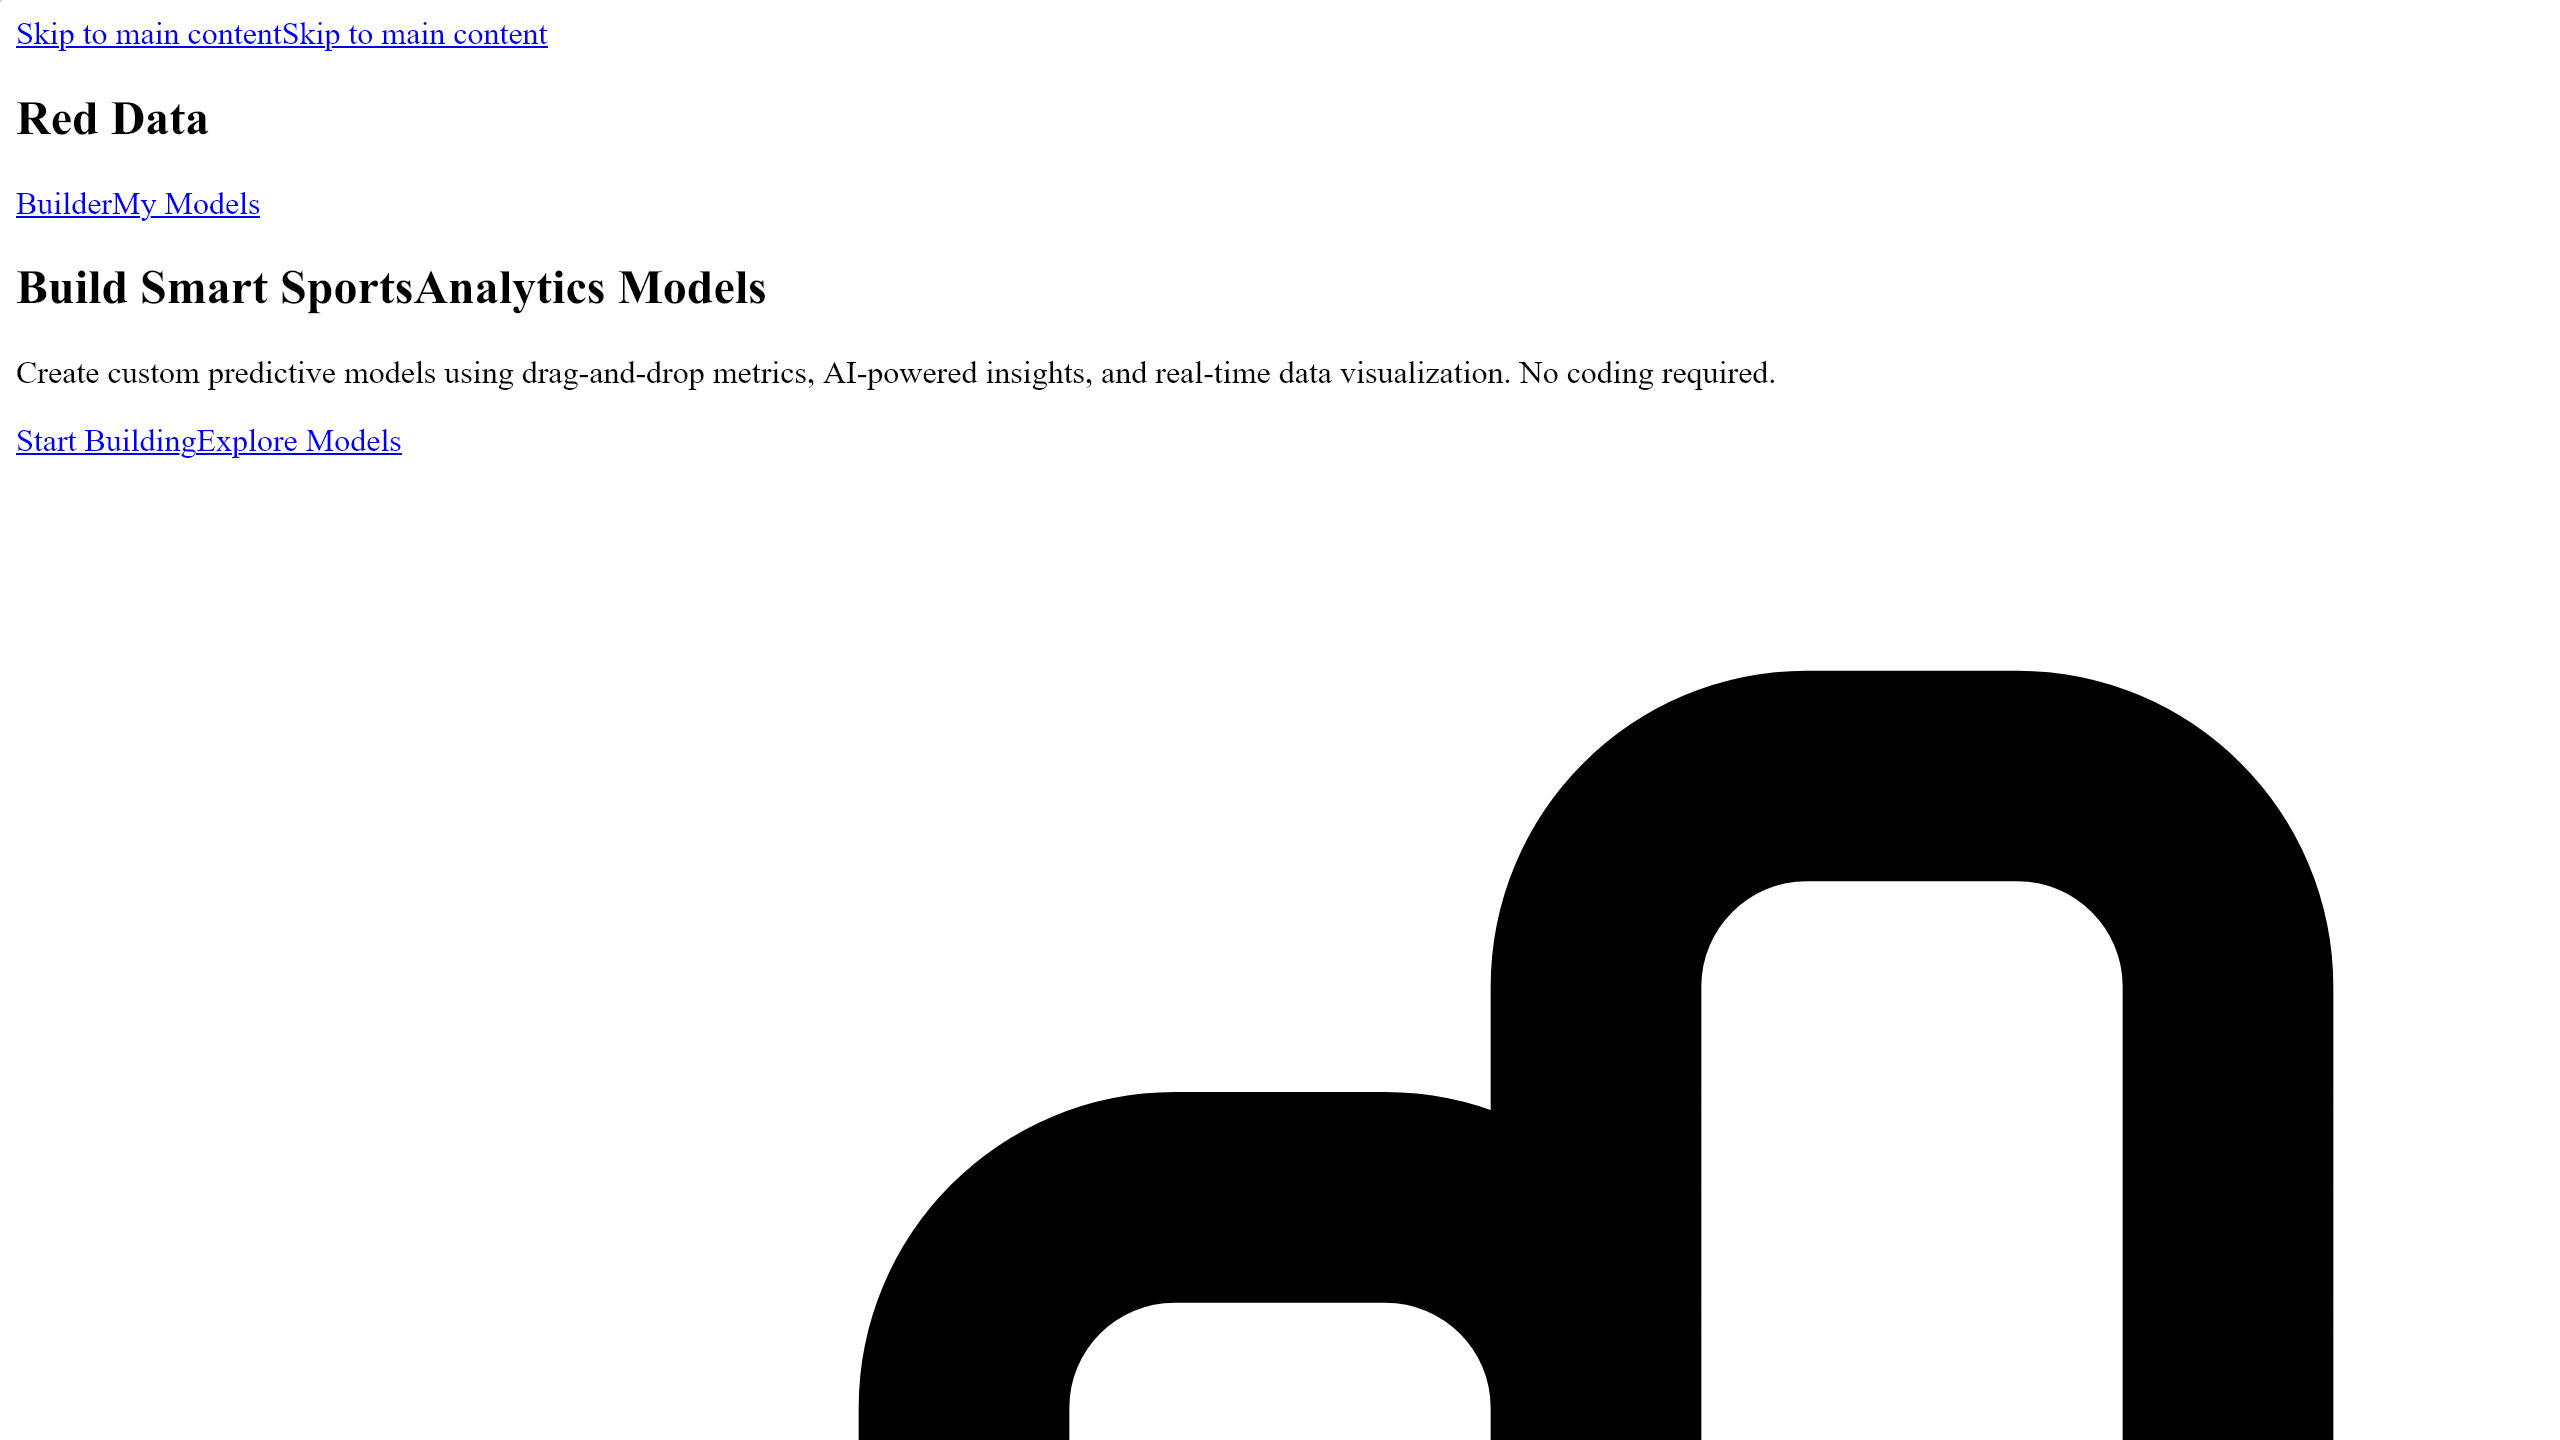 Skip to main contentSkip to main content
Red Data
BuilderMy Models
Build Smart SportsAnalytics Models
Create custom predictive models using drag-and-drop metrics, AI-powered insights, and real-time data visualization. No coding required.
Start BuildingExplore Models